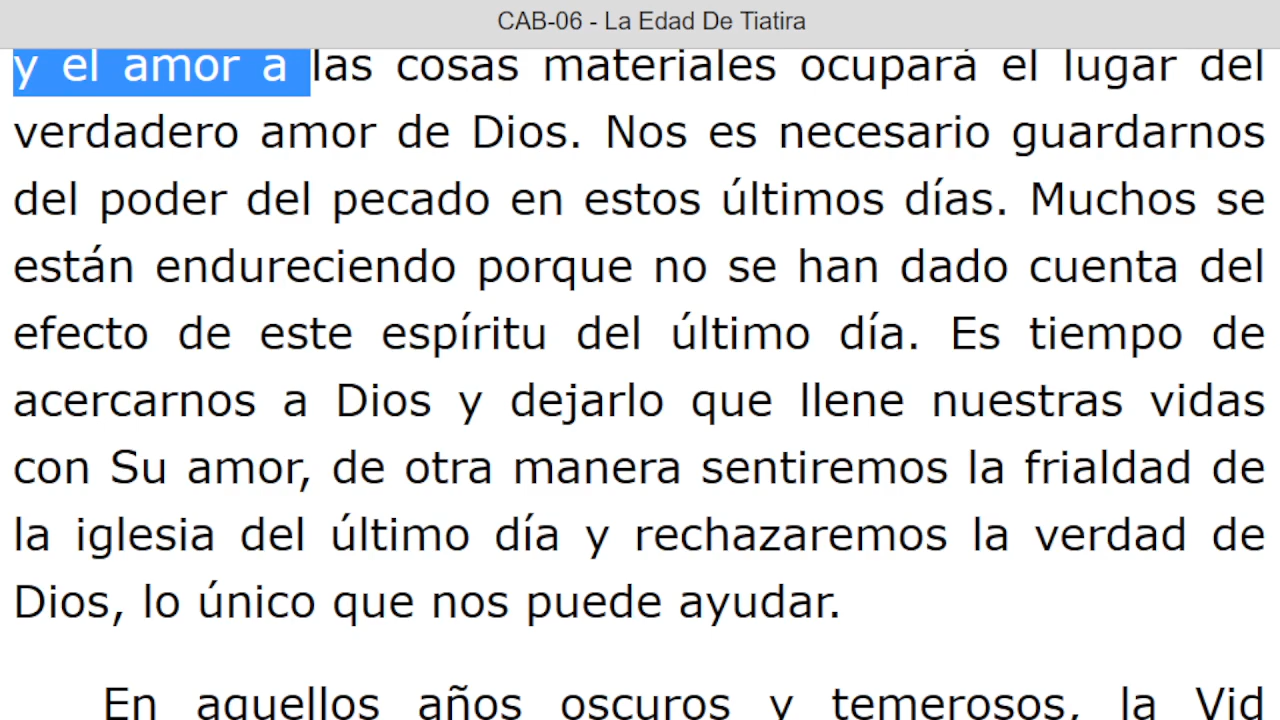 CAB-06 - La Edad De Tiatira
y el amor a las cosas materiales ocupará el lugar del
verdadero amor de Dios. Nos es necesario guardarnos
del poder del pecado en estos últimos días. Muchos se
están endureciendo porque no se han dado cuenta del
efecto de este espíritu del último día. Es tiempo de
acercarnos a Dios y dejarlo que llene nuestras vidas
con Su amor, de otra manera sentiremos la frialdad de
la iglesia del último día y rechazaremos la verdad de
Dios, lo único que nos puede ayudar.
En aquellos años oscuros y temerosos, la Vid